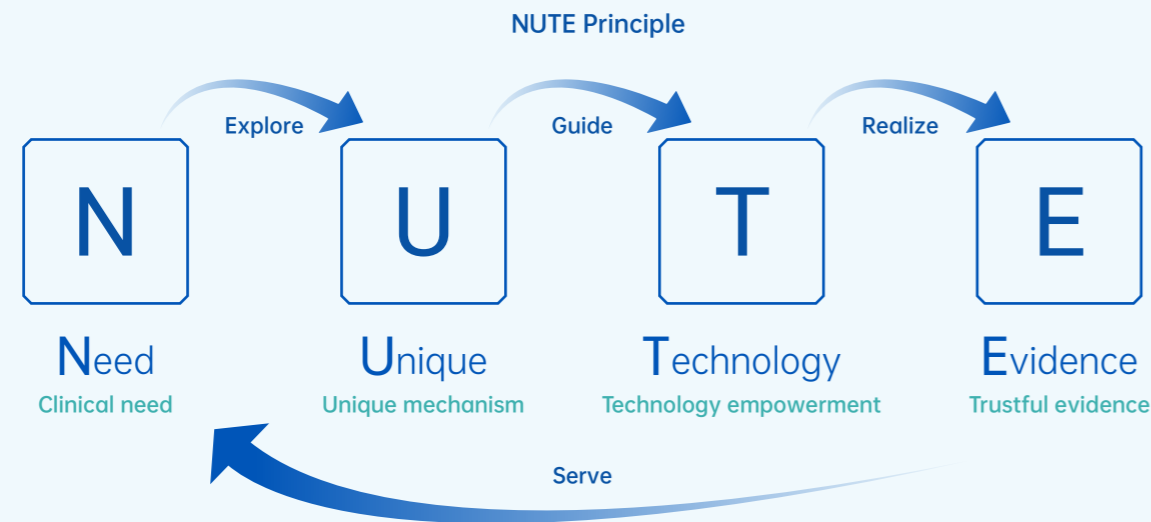 NUTE Principle
Explore
Guide
Realize
N
U
T
E
Need
Unique
Technology
Evidence
Clinical need
Unique mechanism
Technology empowerment
Trustful evidence
Serve